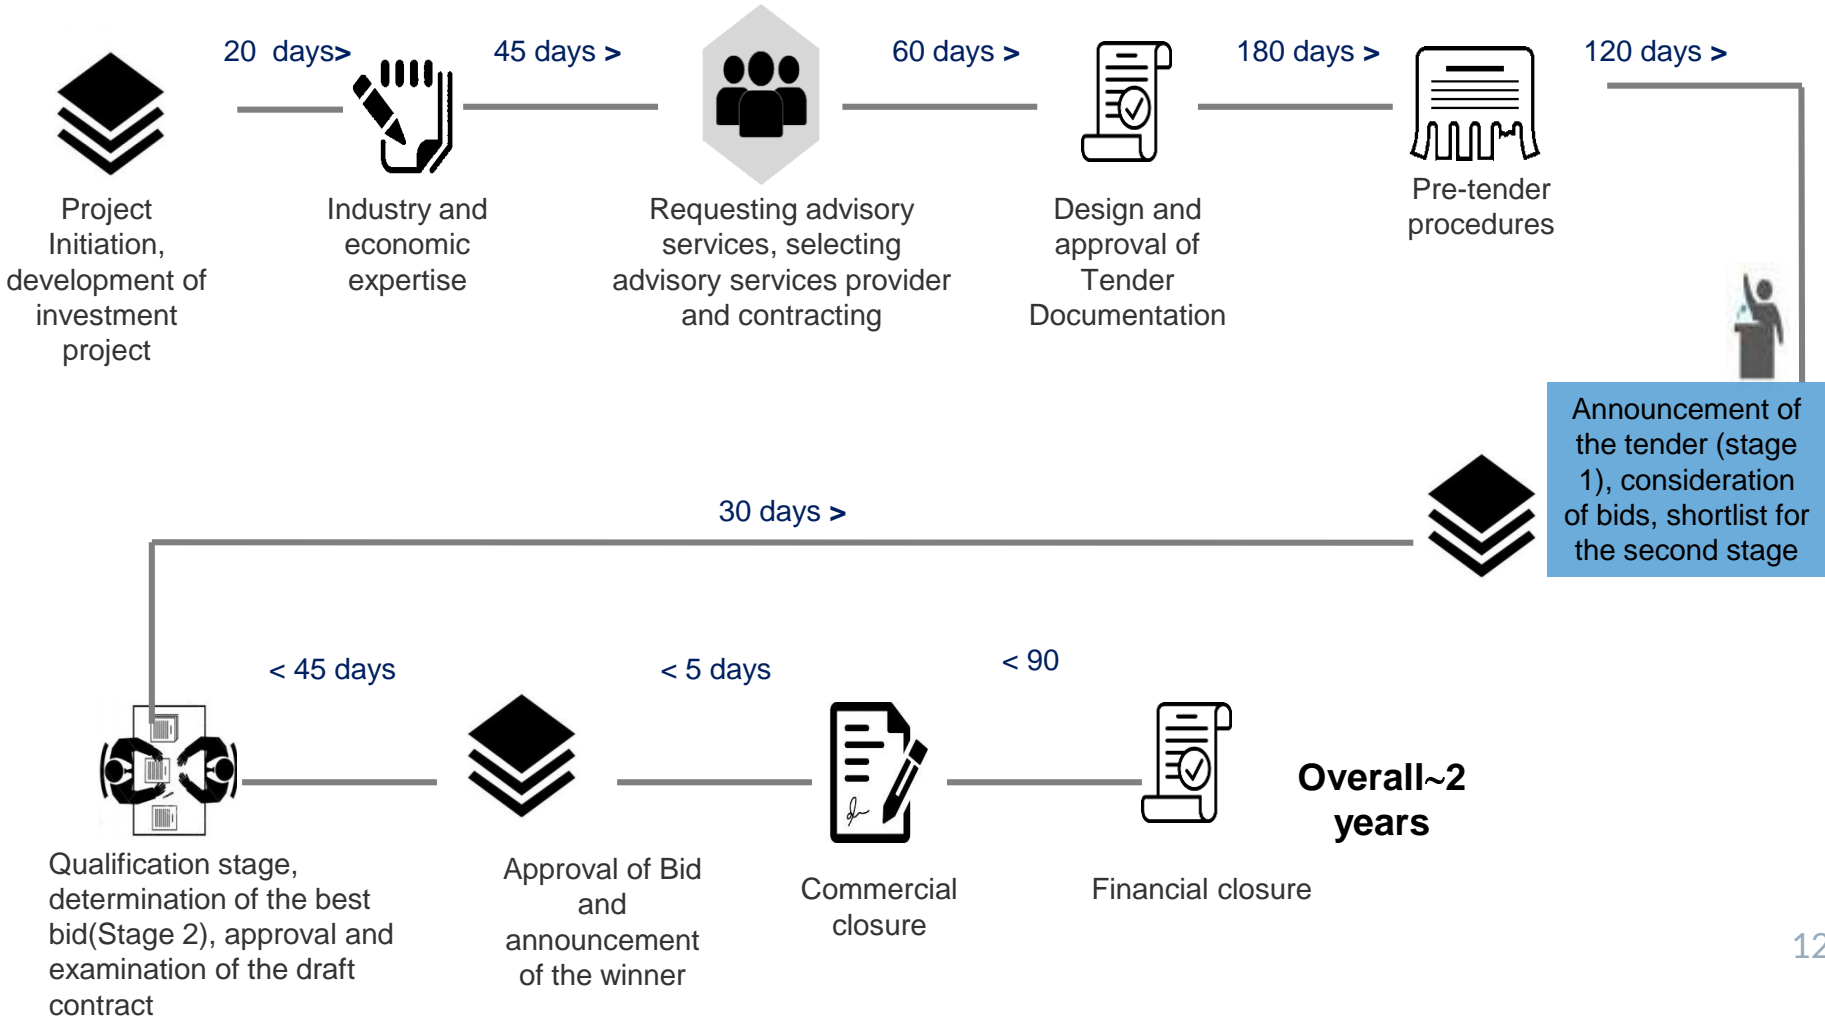 20  days>
45 days >
60 days >
180 days >
120 days >
Project
Initiation,
development of
investment
project
Industry and
economic
expertise
Requesting advisory
services, selecting
advisory services provider
and contracting
Design and
approval of
Tender
Documentation
Pre-tender
procedures
Announcement of
the tender (stage
1), consideration
of bids, shortlist for
the second stage
30 days >
< 45 days
< 5 days
< 90
Qualification stage,
determination of the best
bid(Stage 2), approval and
examination of the draft
contract
Approval of Bid
and
announcement
of the winner
Commercial
closure
Financial closure
Overall~2
years
12